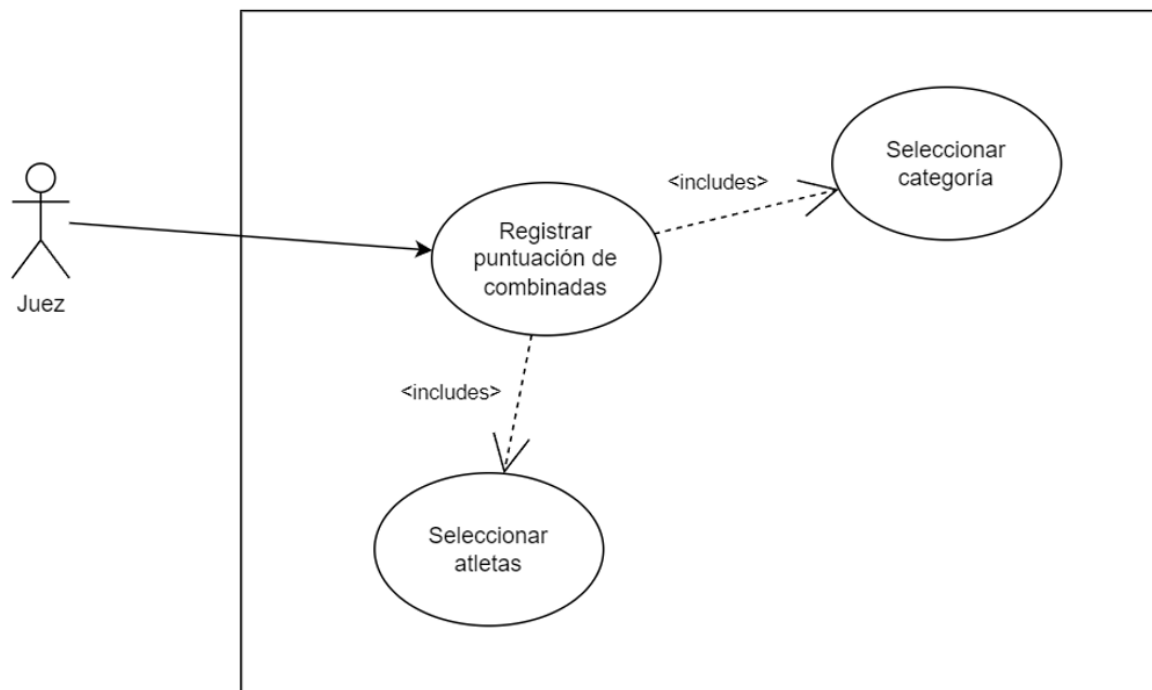 Seleccionar
categoría
<includes>
Registrar
puntuación de
combinadas
Juez
<includes>
Seleccionar
atletas